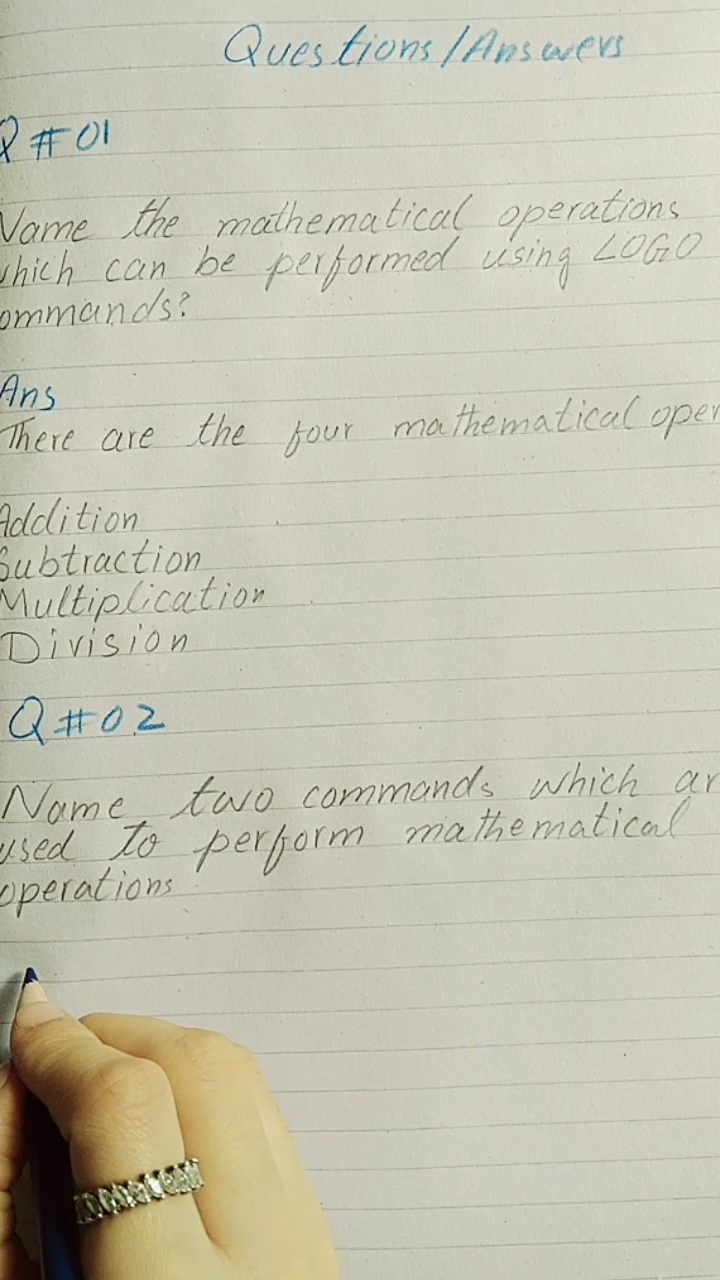 Questions/Answers
Q # 01
Name the mathematical operations
which can be performed using LOGO
ommands?
Ans
There are the four mathematical oper
Addition
Subtraction
Multiplication
Division
Q #02
Name two commands which ar
used to perform mathematical
operations